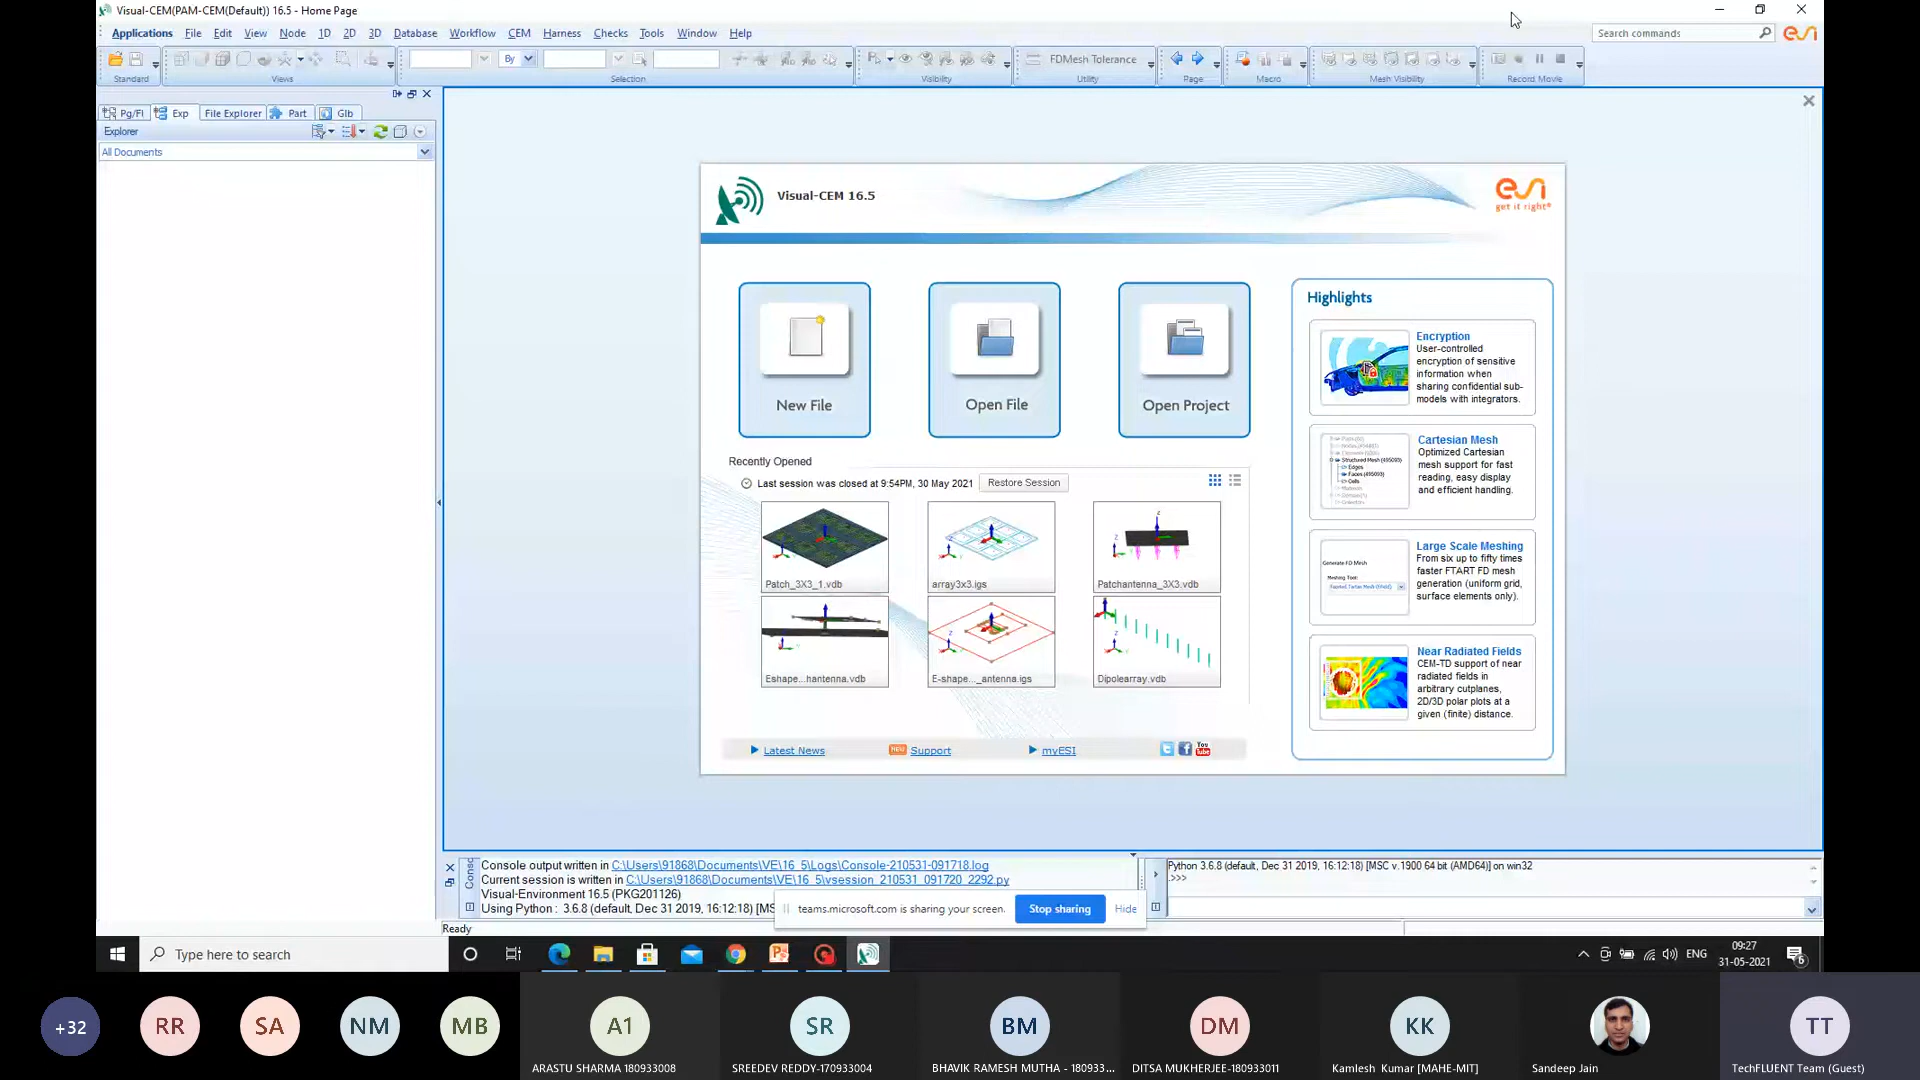 Visual-CEM(PAM-CEM(Default)) 16.5 - Home Page
Applications File Edit View Node 1D 2D 3D Database Workflow CEM Harness Checks Tools Window Help
Search commands
esi
By
FDMesh Tolerance
Standard Views Selection Visibility Utility Page Macro Mesh Visibility Record Movie
Pg/Fl Exp File Explorer Part Glb
Explorer
All Documents
Visual-CEM 16.5
esi
get it right®
New File
Open File
Open Project
Recently Opened
Last session was closed at 9:54PM, 30 May 2021 Restore Session
Patch_3X3_1.vdb
array3x3.igs
Patchantenna_3X3.vdb
Eshape...hantenna.vdb
E-shape..._antenna.igs
Dipolearray.vdb
Latest News
Support
myESI
You
Tube
Highlights
Encryption
User-controlled
encryption of sensitive
information when
sharing confidential sub-
models with integrators.
Cartesian Mesh
Optimized Cartesian
mesh support for fast
reading, easy display
and efficient handling.
Large Scale Meshing
From six up to fifty times
faster FTART FD mesh
generation (uniform grid,
surface elements only).
Generate FD Mesh
Meshing Tool:
Near Radiated Fields
CEM-TD support of near
radiated fields in
arbitrary cutplanes,
2D/3D polar plots at a
given (finite) distance.
Console output written in C:\Users\91868\Documents\VE\16_5\Logs\Console-210531-091718.log
Current session is written in C:\Users\91868\Documents\VE\16_5\vsession_210531_091720_2292.py
Visual-Environment 16.5 (PKG201126)
Using Python : 3.6.8 (default, Dec 31 2019, 16:12:18) [MS
Python 3.6.8 (default, Dec 31 2019, 16:12:18) [MSC v.1900 64 bit (AMD64)] on win32
>>>
teams.microsoft.com is sharing your screen. Stop sharing Hide
Ready
Type here to search
ENG
09:27
31-05-2021
6
+32
RR
SA
NM
MB
A1
SR
BM
DM
KK
TT
ARASTU SHARMA 180933008
SREEDEV REDDY-170933004
BHAVIK RAMESH MUTHA - 180933...
DITSA MUKHERJEE-180933011
Kamlesh Kumar [MAHE-MIT]
Sandeep Jain
TechFLUENT Team (Guest)